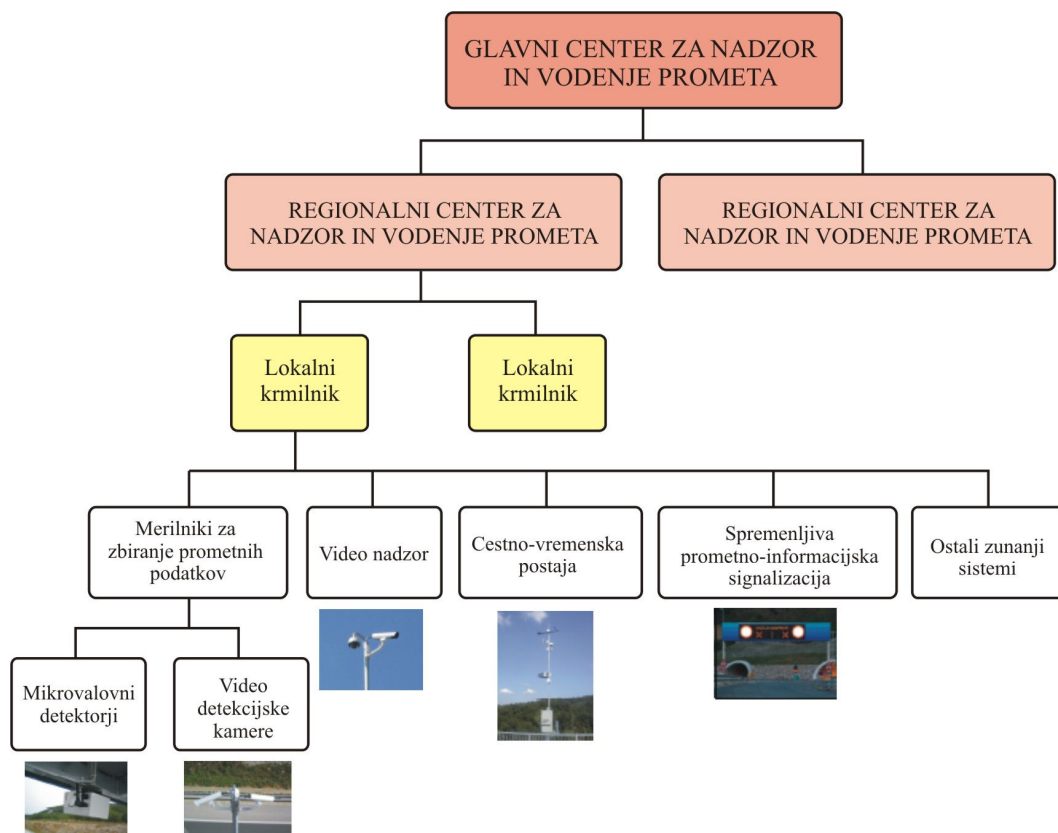 GLAVNI CENTER ZA NADZOR
IN VODENJE PROMETA
REGIONALNI CENTER ZA
NADZOR IN VODENJE PROMETA
REGIONALNI CENTER ZA
NADZOR IN VODENJE PROMETA
Lokalni
krmilnik
Lokalni
krmilnik
Merilniki za
zbiranje prometnih
podatkov
Video nadzor
Cestno-vremenska
postaja
Spremenljiva
prometno-informacijska
signalizacija
Ostali zunanji
sistemi
Mikrovalovni
detektorji
Video
detekcijske
kamere